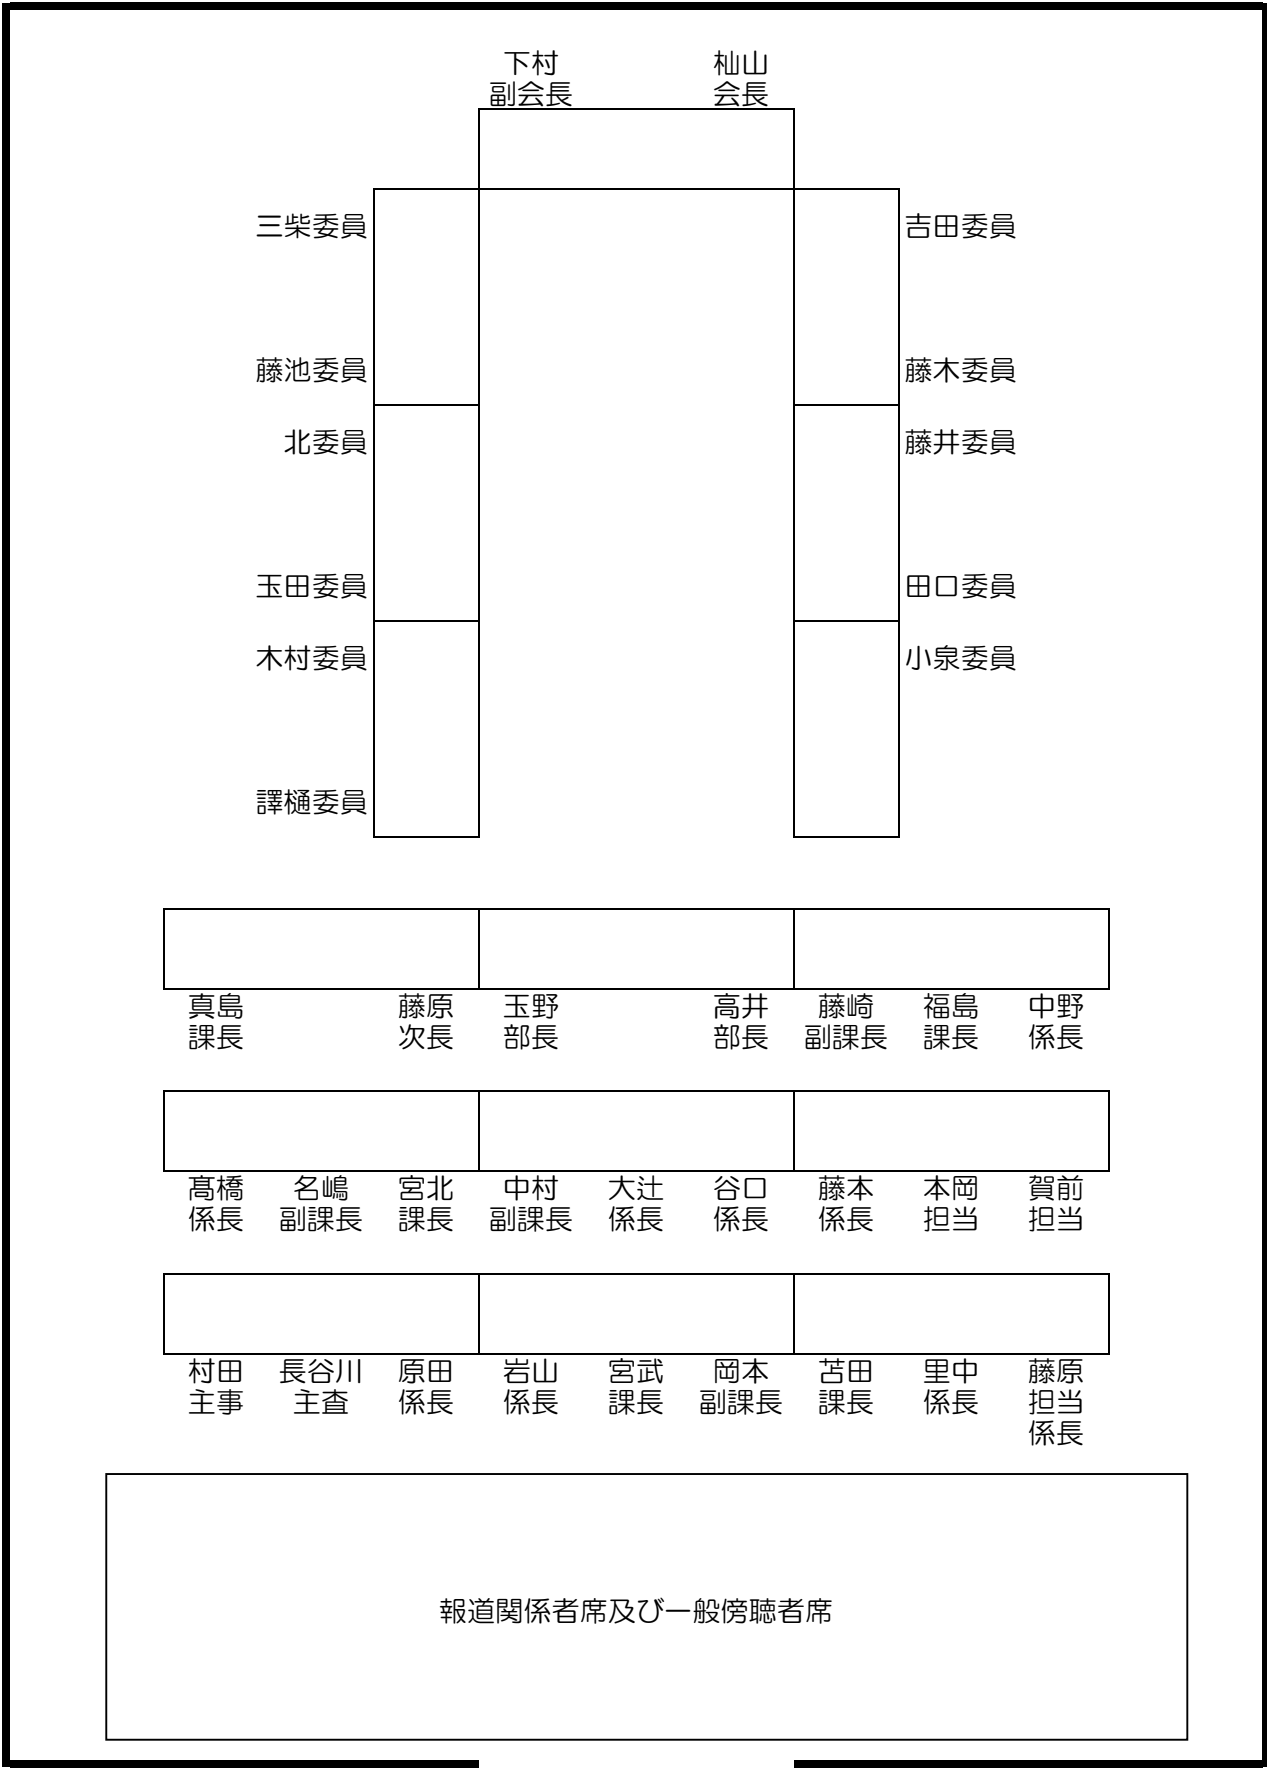 下村
副会長
杣山
会長
三柴委員
吉田委員
藤池委員
藤木委員
北委員
藤井委員
玉田委員
田口委員
木村委員
小泉委員
譯樋委員
真島
課長
藤原
次長
玉野
部長
高井
部長
藤崎
副課長
福島
課長
中野
係長
髙橋
係長
名嶋
副課長
宮北
課長
中村
副課長
大辻
係長
谷口
係長
藤本
係長
本岡
担当
賀前
担当
村田
主事
長谷川
主査
原田
係長
岩山
係長
宮武
課長
岡本
副課長
苫田
課長
里中
係長
藤原
担当
係長
報道関係者席及び一般傍聴者席